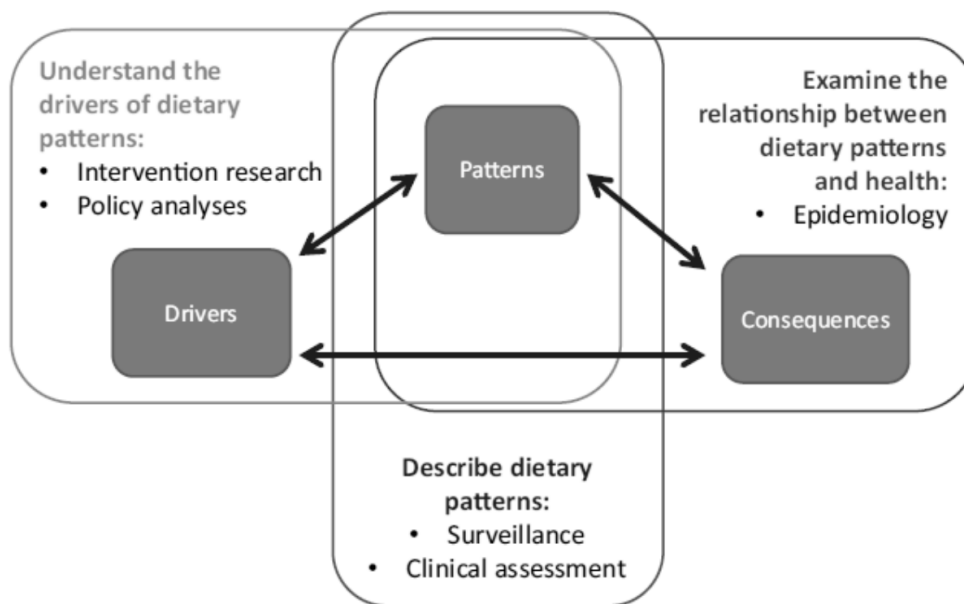 Understand the
drivers of dietary
patterns:
• Intervention research
• Policy analyses
Patterns
Examine the
relationship between
dietary patterns
and health:
• Epidemiology
Drivers
Consequences
Describe dietary
patterns:
• Surveillance
• Clinical assessment